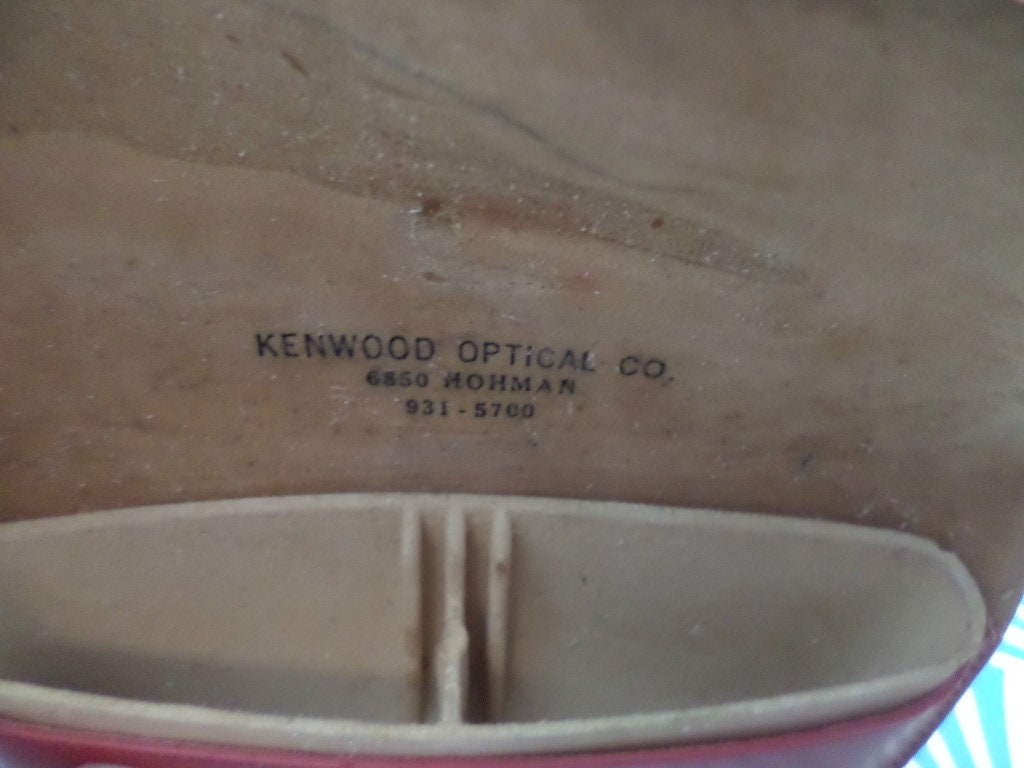 KENWOOD OPTICAL CO.
6850 HOHMAN
931-5700